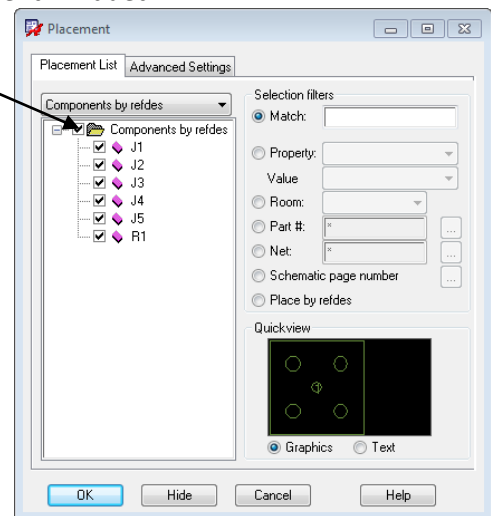 Placement
Placement List Advanced Settings
Components by refdes
Components by refdes
J1
J2
J3
J4
J5
R1
Selection filters
Match:
Property:
Value
Room:
Part #: *
...
Net: *
...
Schematic page number
...
Place by refdes
Quickview
Graphics Text
OK Hide Cancel Help